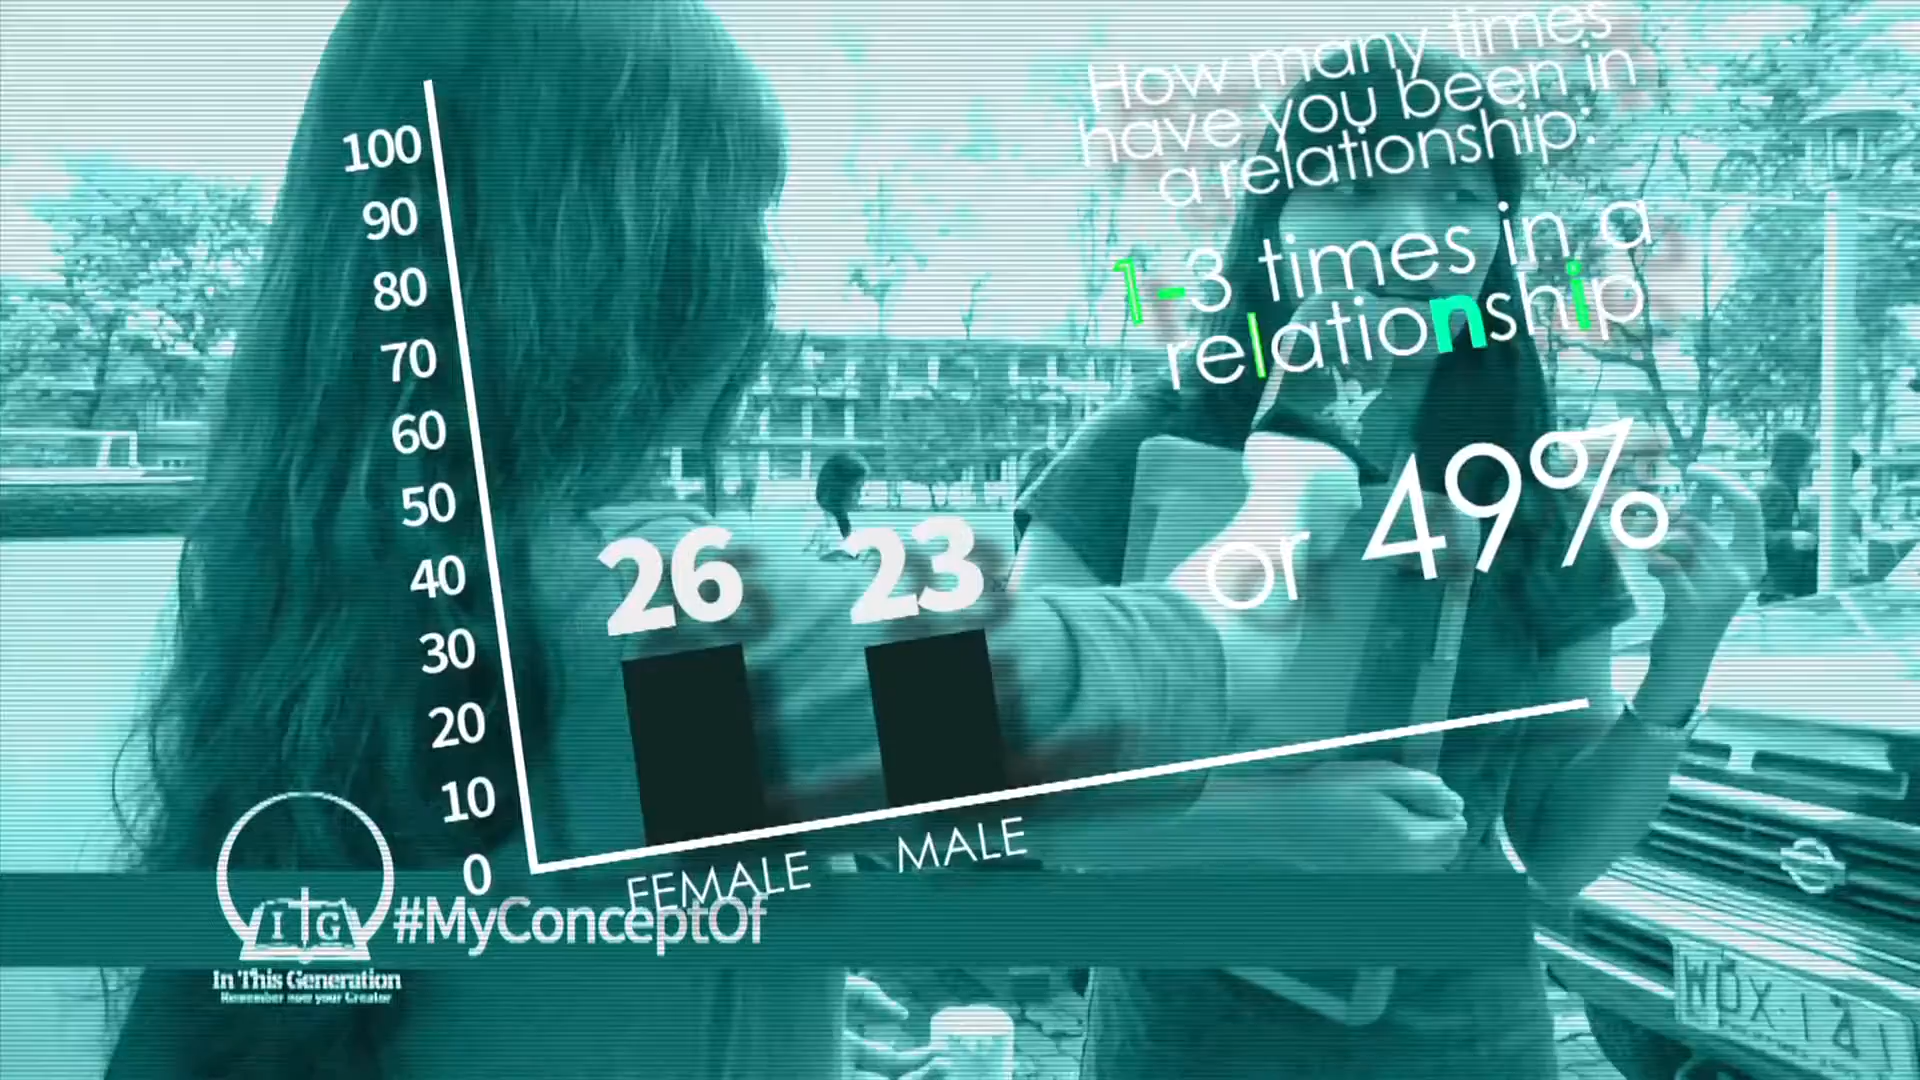 How many times
have you been in
a relationship:
1-3 times in a
relationship
or 49%
100
90
80
70
60
50
40
30
20
10
0
26
23
FEMALE
MALE
#MyConceptOf
I G
In This Generation
Remember now your Creator